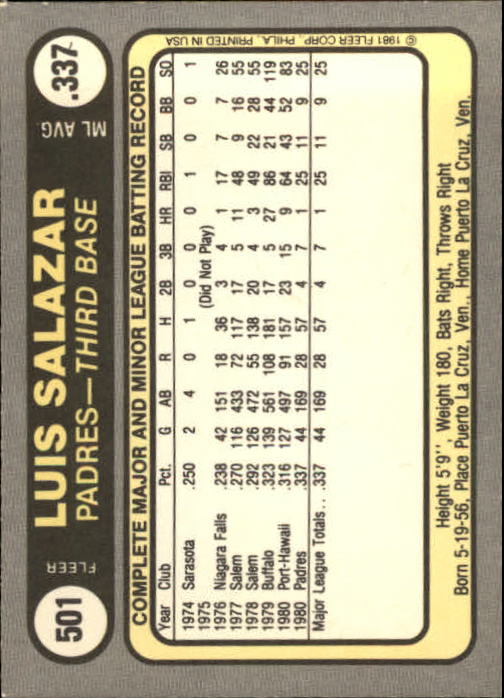 501 FLEER LUIS SALAZAR ML AVG. .337
PADRES—THIRD BASE
COMPLETE MAJOR AND MINOR LEAGUE BATTING RECORD
Year Club Pct. G AB R H 2B 3B HR RBI SB BB SO
1974 Sarasota .250 2 4 0 1 0 0 0 1 0 0 1
1975 (Did Not Play)
1976 Niagara Falls .238 42 151 18 36 3 4 1 17 7 7 26
1977 Salem .270 116 433 72 117 17 5 11 48 9 16 55
1978 Salem .292 126 472 55 138 20 4 3 49 22 28 55
1979 Buffalo .323 139 561 108 181 17 5 27 86 21 44 119
1980 Port-Hawaii .316 127 497 91 157 23 15 9 64 43 52 83
1980 Padres .337 44 169 28 57 4 7 1 25 11 9 25
Major League Totals... .337 44 169 28 57 4 7 1 25 11 9 25
Height 5'9'', Weight 180, Bats Right, Throws Right
Born 5-19-56, Place Puerto La Cruz, Ven., Home Puerto La Cruz, Ven.
© 1981 FLEER CORP., PHILA., PRINTED IN USA